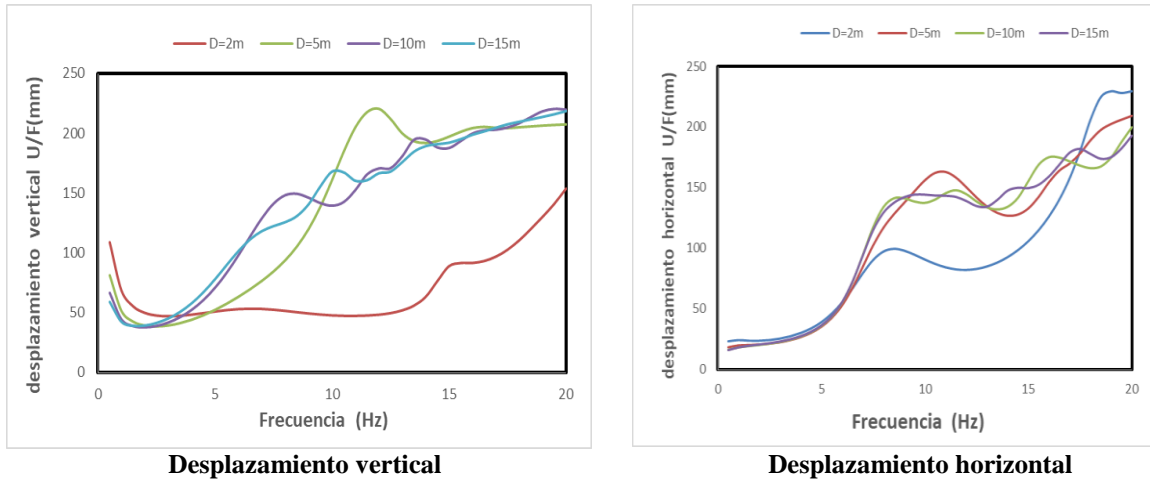 D=2m D=5m D=10m D=15m
desplazamiento vertical U/F(mm)
250
200
150
100
50
0
0 5 10 15 20
Frecuencia (Hz)
Desplazamiento vertical
D=2m D=5m D=10m D=15m
desplazamiento horizontal U/F(mm)
250
200
150
100
50
0
0 5 10 15 20
Frecuencia (Hz)
Desplazamiento horizontal